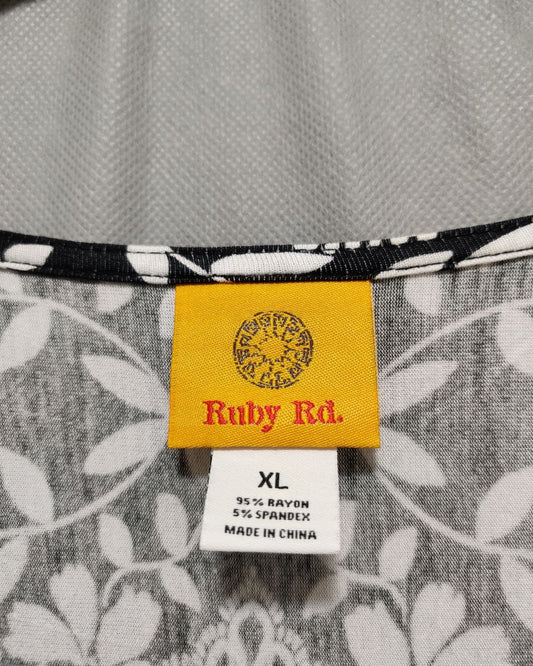 Ruby Rd.
XL
95% RAYON
5% SPANDEX
MADE IN CHINA